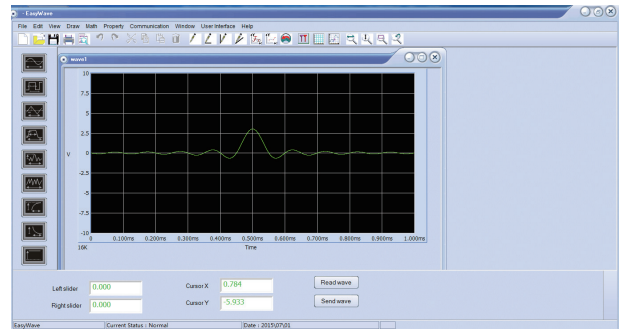 - EasyWave
File Edit View Draw Math Property Communication Window User Interface Help
wave1
10
7.5
5
2.5
V 0
-2.5
-5
-7.5
-10
0 0.100ms 0.200ms 0.300ms 0.400ms 0.500ms 0.600ms 0.700ms 0.800ms 0.900ms 1.000ms
16K Time
Left slider 0.000 Cursor X 0.784 Read wave
Right slider 0.000 Cursor Y -5.933 Send wave
EasyWave Current Status : Normal Date : 2015\07\01